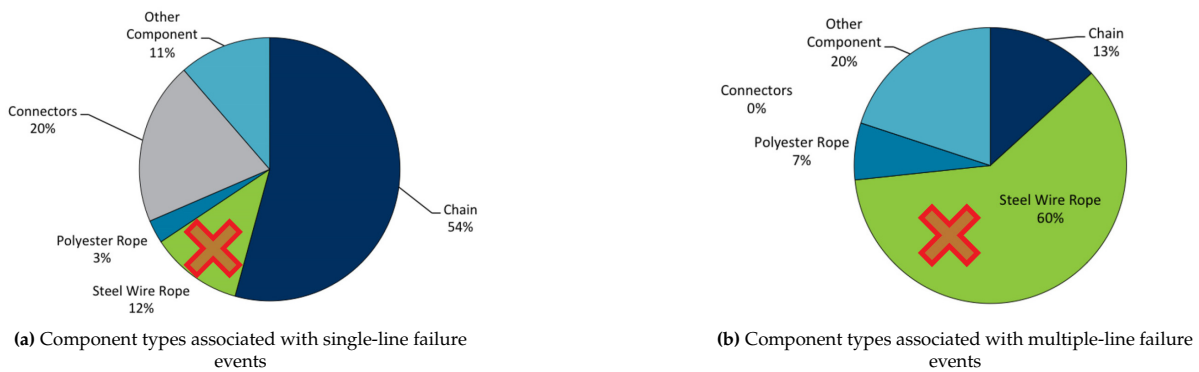 Other
Component
11%
Connectors
20%
Polyester Rope
3%
Steel Wire Rope
12%
Chain
54%
(a) Component types associated with single-line failure
events
Other
Component
20%
Chain
13%
Connectors
0%
Polyester Rope
7%
Steel Wire Rope
60%
(b) Component types associated with multiple-line failure
events